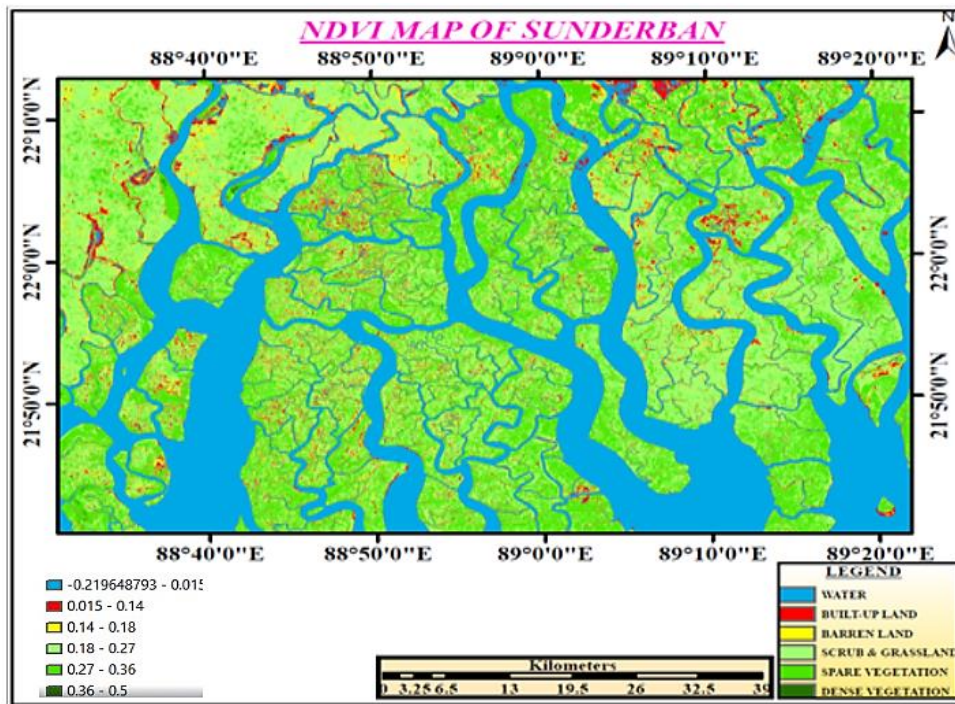 NDVI MAP OF SUNDERBAN
N
88°40'0"E 88°50'0"E 89°0'0"E 89°10'0"E 89°20'0"E
22°10'0"N
22°0'0"N
21°50'0"N
22°10'0"N
22°0'0"N
21°50'0"N
88°40'0"E 88°50'0"E 89°0'0"E 89°10'0"E 89°20'0"E
-0.219648793 - 0.015
0.015 - 0.14
0.14 - 0.18
0.18 - 0.27
0.27 - 0.36
0.36 - 0.5
Kilometers
0 3.25 6.5 13 19.5 26 32.5 39
LEGEND
WATER
BUILT-UP LAND
BARREN LAND
SCRUB & GRASSLAND
SPARE VEGETATION
DENSE VEGETATION